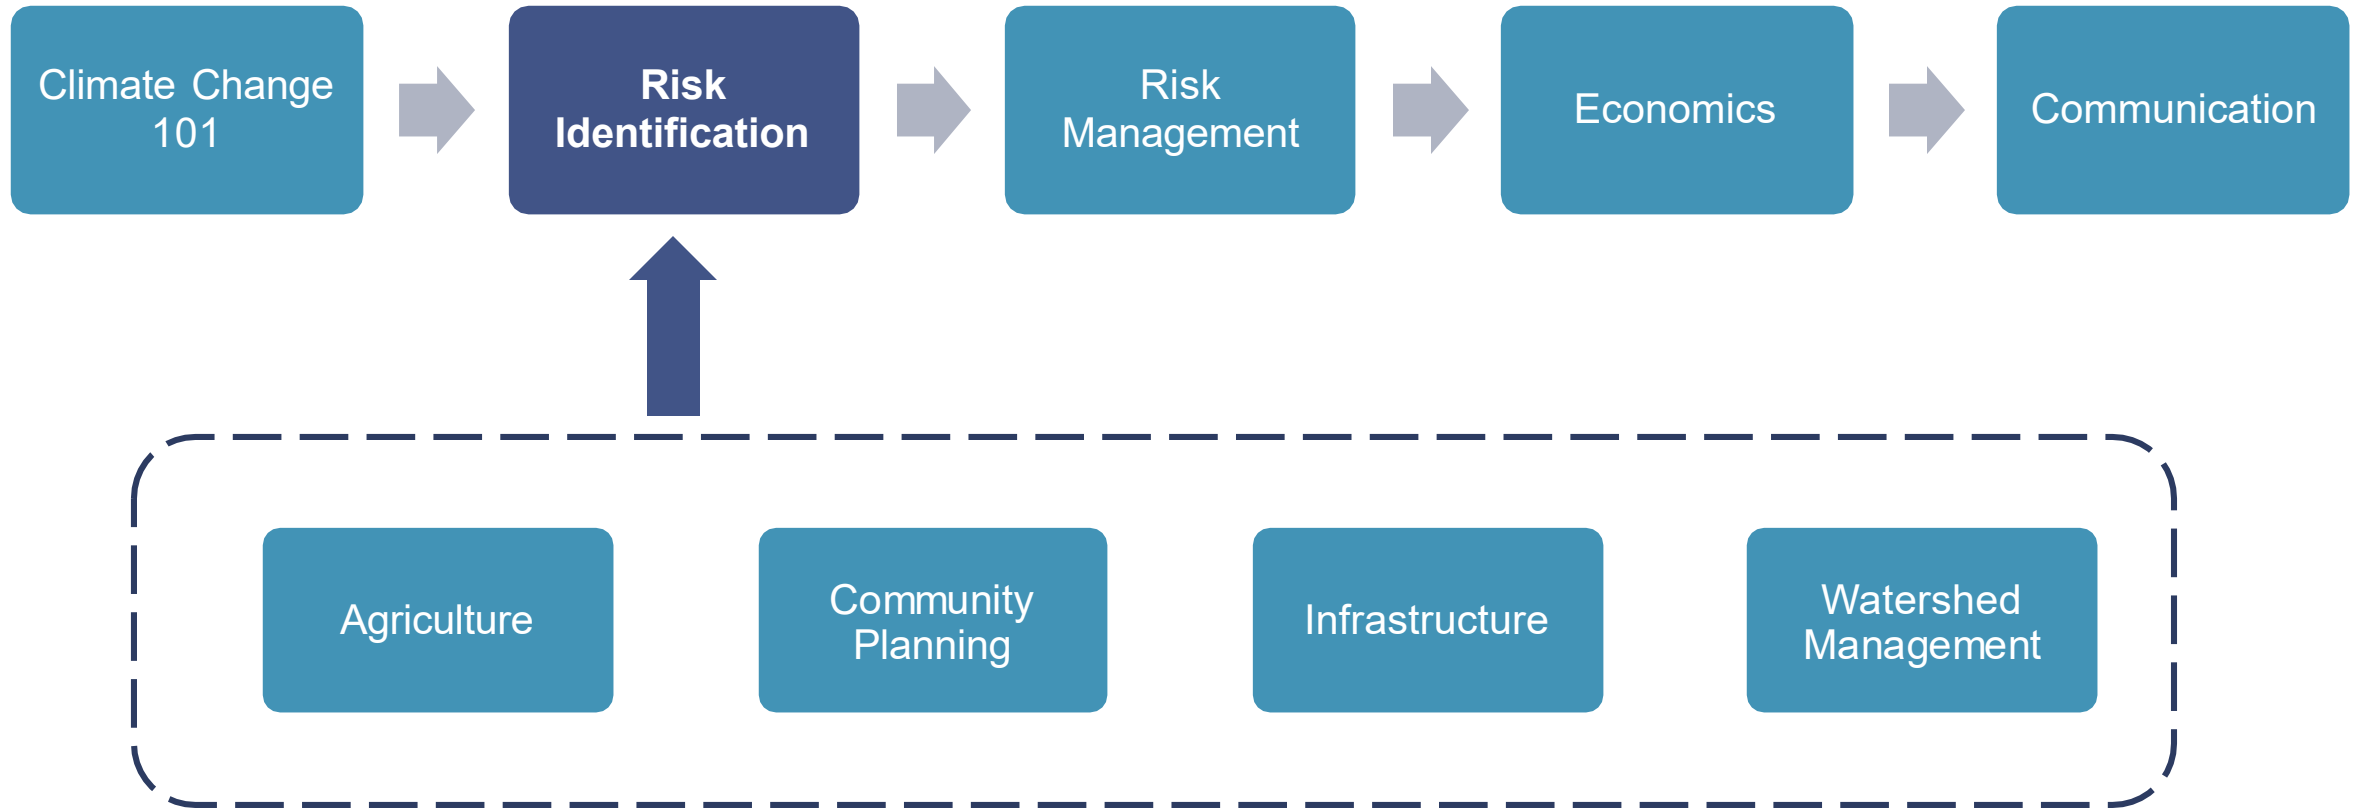 Climate Change
101
Risk
Identification
Risk
Management
Economics
Communication
Agriculture
Community
Planning
Infrastructure
Watershed
Management